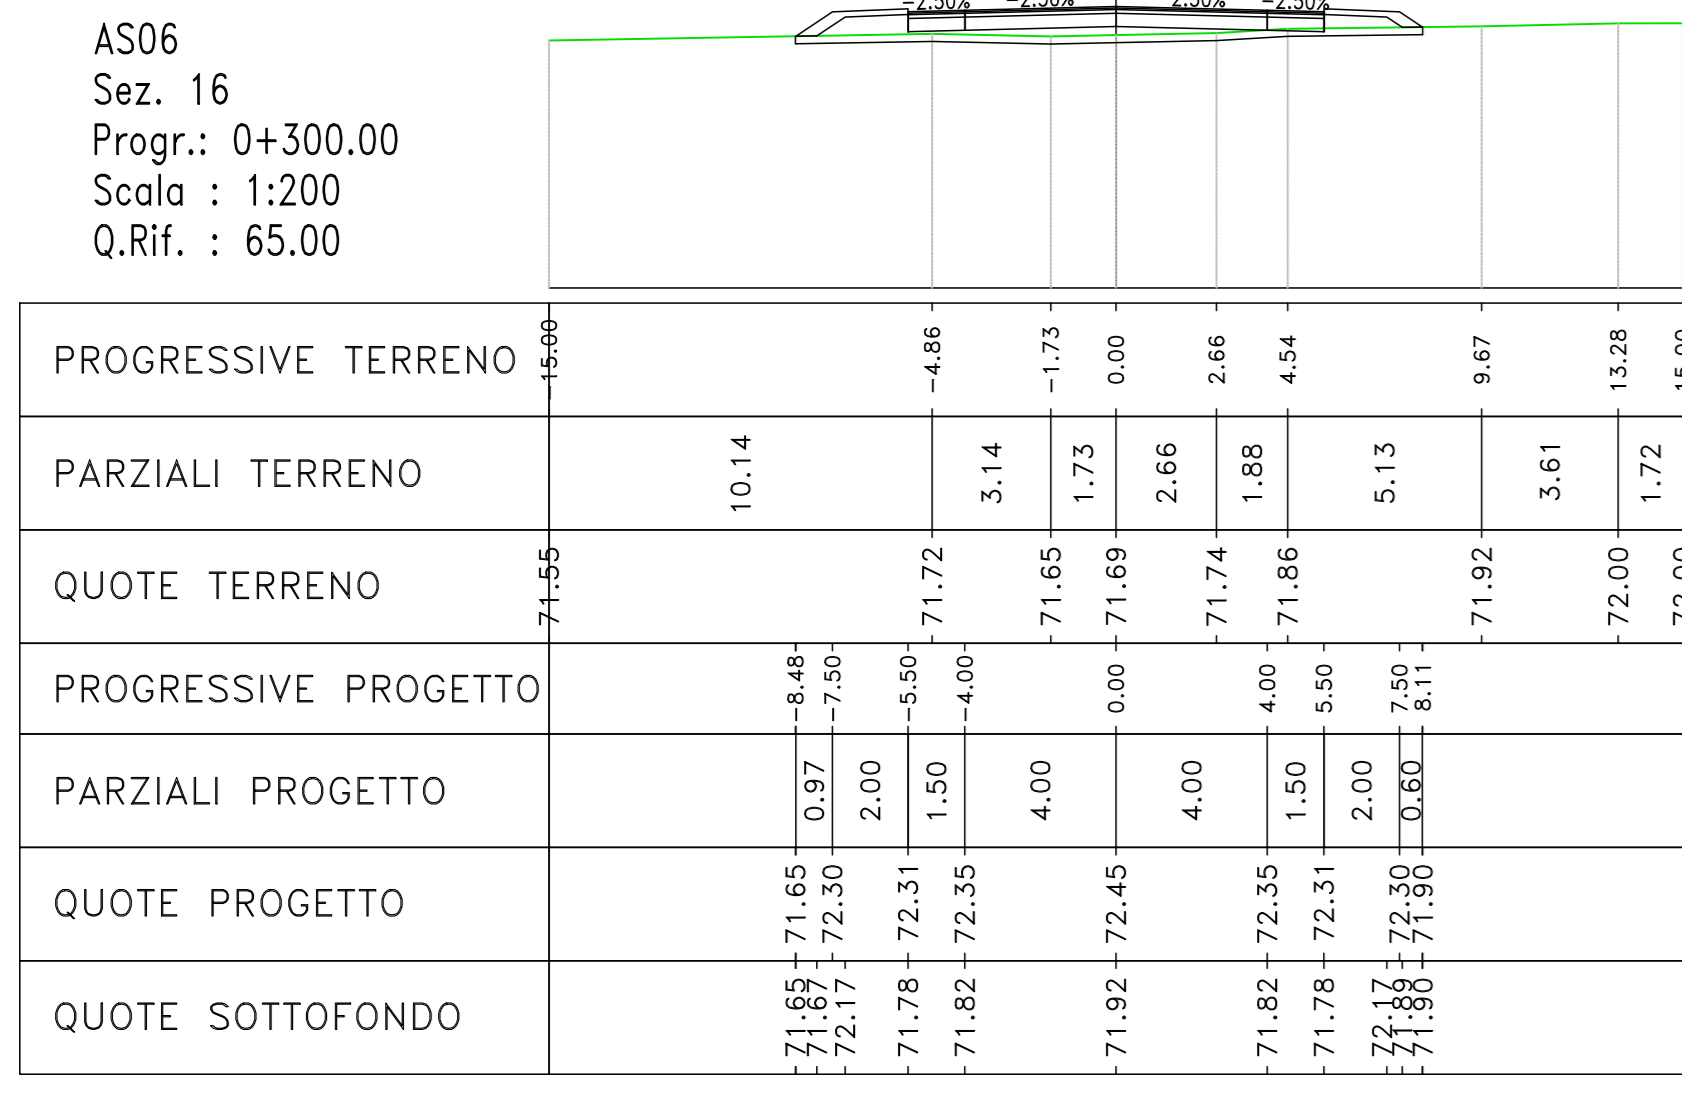 -2.50% -2.50% 2.50% -2.50%
AS06
Sez. 16
Progr.: 0+300.00
Scala : 1:200
Q.Rif. : 65.00
PROGRESSIVE TERRENO -15.00 -4.86 -1.73 0.00 2.66 4.54 9.67 13.28 15.00
PARZIALI TERRENO 10.14 3.14 1.73 2.66 1.88 5.13 3.61 1.72
QUOTE TERRENO 71.55 71.72 71.65 71.69 71.74 71.86 71.92 72.00 72.00
PROGRESSIVE PROGETTO -8.48 -7.50 -5.50 -4.00 0.00 4.00 5.50 7.50 8.11
PARZIALI PROGETTO 0.97 2.00 1.50 4.00 4.00 1.50 2.00 0.60
QUOTE PROGETTO 71.65 72.30 72.31 72.35 72.45 72.35 72.31 72.30 71.90
QUOTE SOTTOFONDO 71.65 71.67 72.17 71.78 71.82 71.92 71.82 71.78 72.17 71.89 71.90